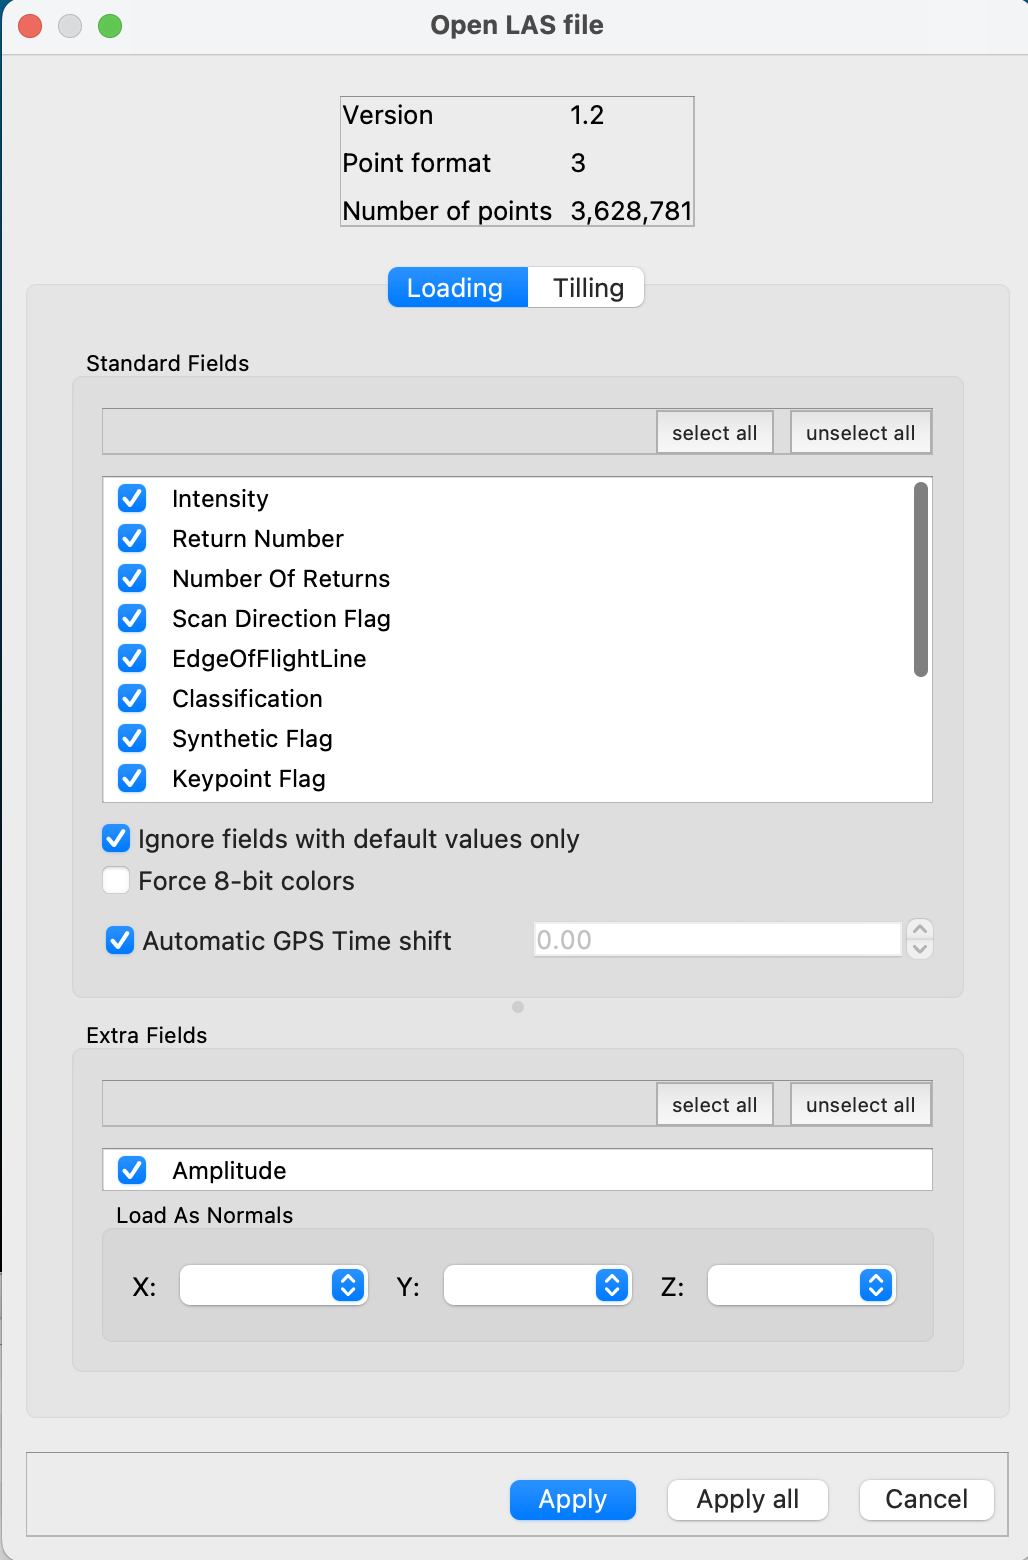 Open LAS file
Version 1.2
Point format 3
Number of points 3,628,781
Loading Tilling
Standard Fields
select all unselect all
Intensity
Return Number
Number Of Returns
Scan Direction Flag
EdgeOfFlightLine
Classification
Synthetic Flag
Keypoint Flag
Ignore fields with default values only
Force 8-bit colors
Automatic GPS Time shift 0.00
Extra Fields
select all unselect all
Amplitude
Load As Normals
X: Y: Z:
Apply Apply all Cancel